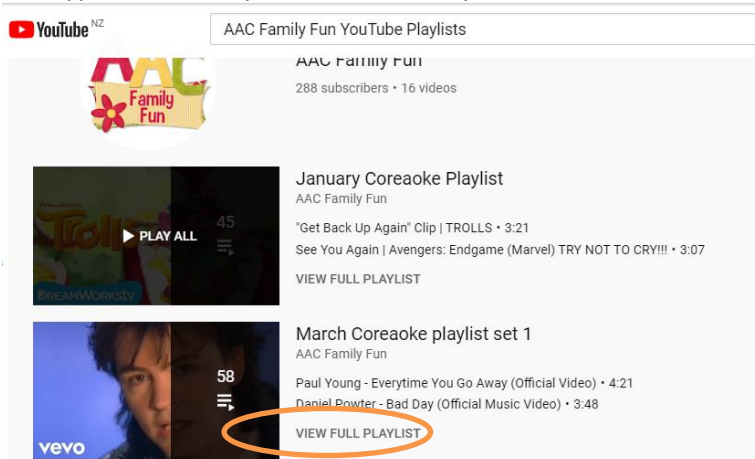 YouTube NZ
AAC Family Fun YouTube Playlists
AAC
Family
Fun
AAC Family Fun
288 subscribers • 16 videos
Trolls
DREAMWORKStv
PLAY ALL
45
January Coreaoke Playlist
AAC Family Fun
"Get Back Up Again" Clip | TROLLS • 3:21
See You Again | Avengers: Endgame (Marvel) TRY NOT TO CRY!!! • 3:07
VIEW FULL PLAYLIST
58
vevo
March Coreaoke playlist set 1
AAC Family Fun
Paul Young - Everytime You Go Away (Official Video) • 4:21
Daniel Powter - Bad Day (Official Music Video) • 3:48
VIEW FULL PLAYLIST